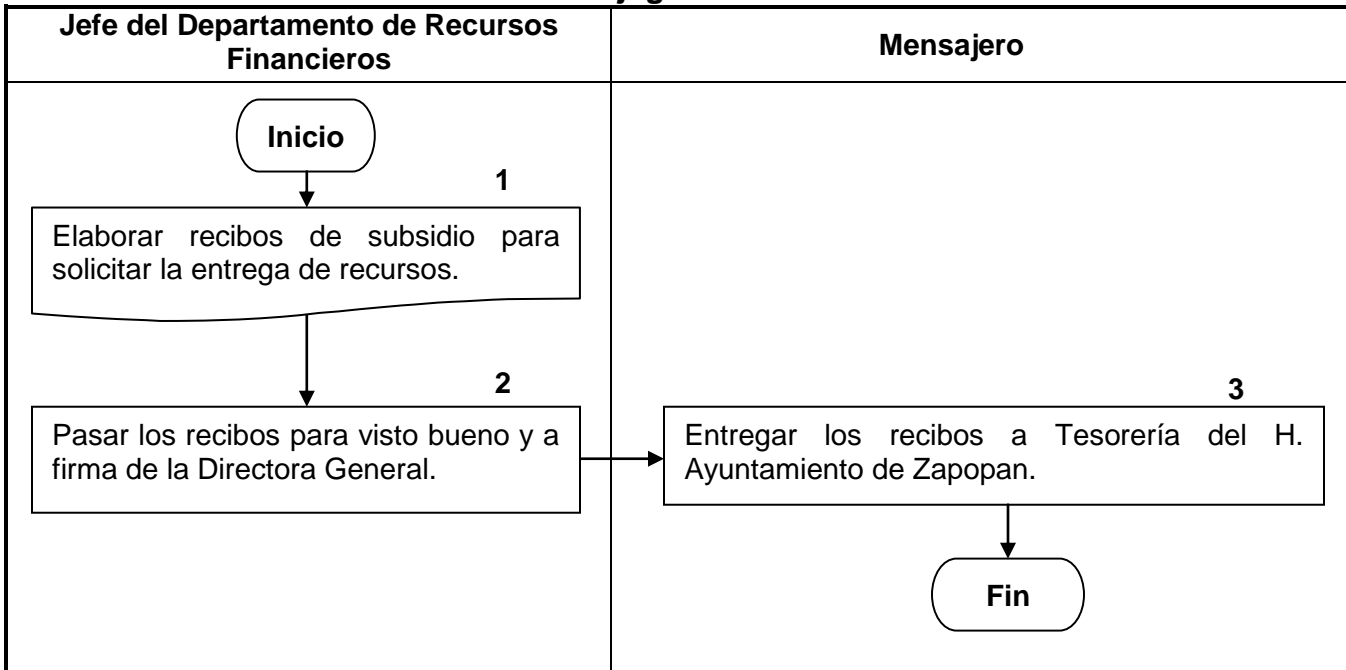 Jefe del Departamento de Recursos
Financieros
Mensajero
Inicio
1
Elaborar recibos de subsidio para
solicitar la entrega de recursos.
2
Pasar los recibos para visto bueno y a
firma de la Directora General.
3
Entregar los recibos a Tesorería del H.
Ayuntamiento de Zapopan.
Fin